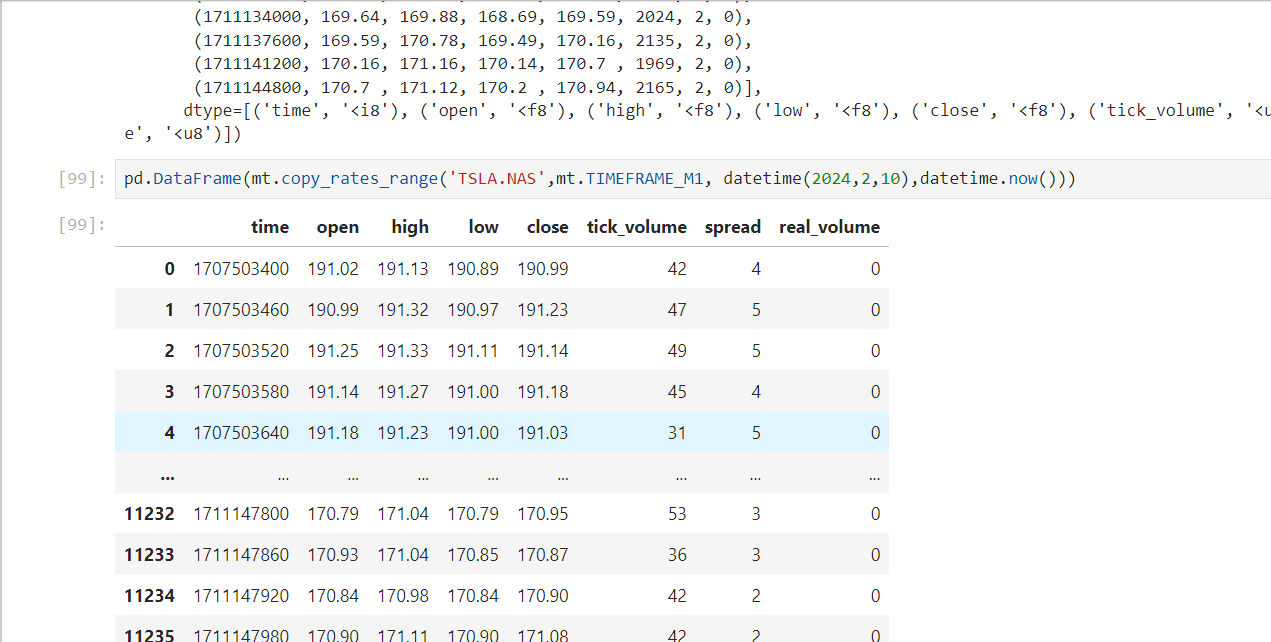 (1711134000, 169.64, 169.88, 168.69, 169.59, 2024, 2, 0),
(1711137600, 169.59, 170.78, 169.49, 170.16, 2135, 2, 0),
(1711141200, 170.16, 171.16, 170.14, 170.7 , 1969, 2, 0),
(1711144800, 170.7 , 171.12, 170.2 , 170.94, 2165, 2, 0)],
dtype=[('time', '<i8'), ('open', '<f8'), ('high', '<f8'), ('low', '<f8'), ('close', '<f8'), ('tick_volume', '<u
e', '<u8')])
[99]: pd.DataFrame(mt.copy_rates_range('TSLA.NAS',mt.TIMEFRAME_M1, datetime(2024,2,10),datetime.now()))
[99]: time open high low close tick_volume spread real_volume
0 1707503400 191.02 191.13 190.89 190.99 42 4 0
1 1707503460 190.99 191.32 190.97 191.23 47 5 0
2 1707503520 191.25 191.33 191.11 191.14 49 5 0
3 1707503580 191.14 191.27 191.00 191.18 45 4 0
4 1707503640 191.18 191.23 191.00 191.03 31 5 0
... ... ... ... ... ... ... ... ...
11232 1711147800 170.79 171.04 170.79 170.95 53 3 0
11233 1711147860 170.93 171.04 170.85 170.87 36 3 0
11234 1711147920 170.84 170.98 170.84 170.90 42 2 0
11235 1711147980 170.90 171.11 170.90 171.08 42 2 0